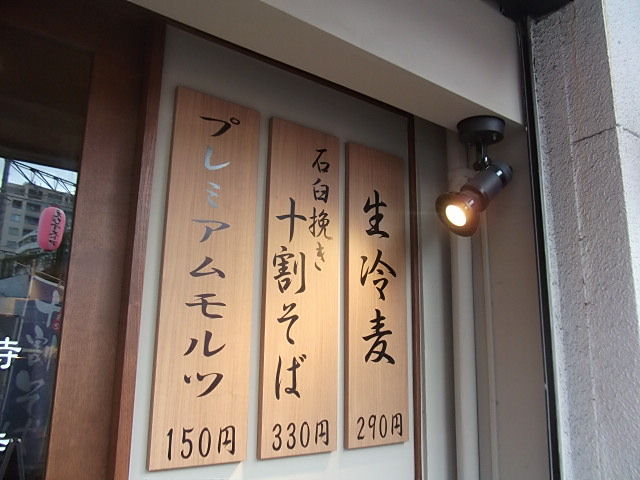 生冷麦
290円
石臼挽き
十割そば
330円
プレミアムモルツ
150円
寺